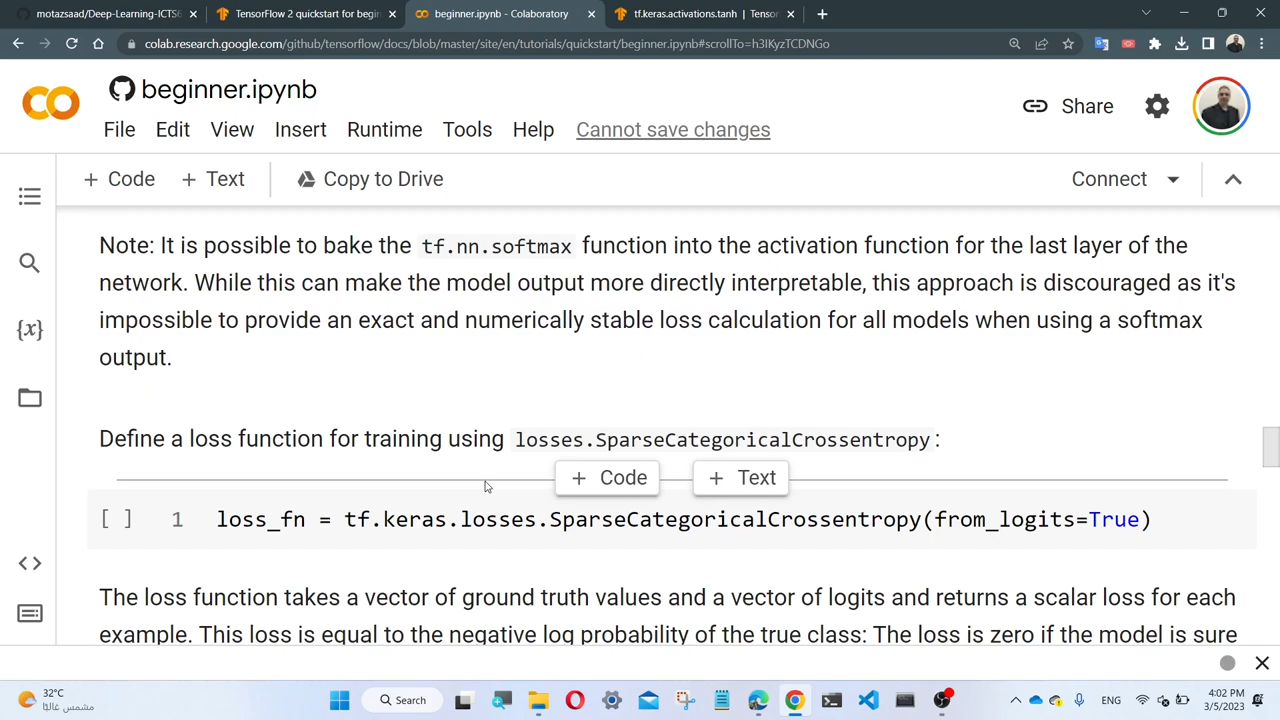 motazsaad/Deep-Learning-ICTS6
TensorFlow 2 quickstart for begin
beginner.ipynb - Colaboratory
tf.keras.activations.tanh | Tensor
colab.research.google.com/github/tensorflow/docs/blob/master/site/en/tutorials/quickstart/beginner.ipynb#scrollTo=h3IKyzTCDNGo
beginner.ipynb
Share
File Edit View Insert Runtime Tools Help Cannot save changes
+ Code + Text Copy to Drive Connect
Note: It is possible to bake the tf.nn.softmax function into the activation function for the last layer of the
network. While this can make the model output more directly interpretable, this approach is discouraged as it's
impossible to provide an exact and numerically stable loss calculation for all models when using a softmax
output.
Define a loss function for training using losses.SparseCategoricalCrossentropy:
+ Code + Text
[ ] 1 loss_fn = tf.keras.losses.SparseCategoricalCrossentropy(from_logits=True)
The loss function takes a vector of ground truth values and a vector of logits and returns a scalar loss for each
example. This loss is equal to the negative log probability of the true class: The loss is zero if the model is sure
32°C
مشمس غالبًا
Search
ENG
4:02 PM
3/5/2023